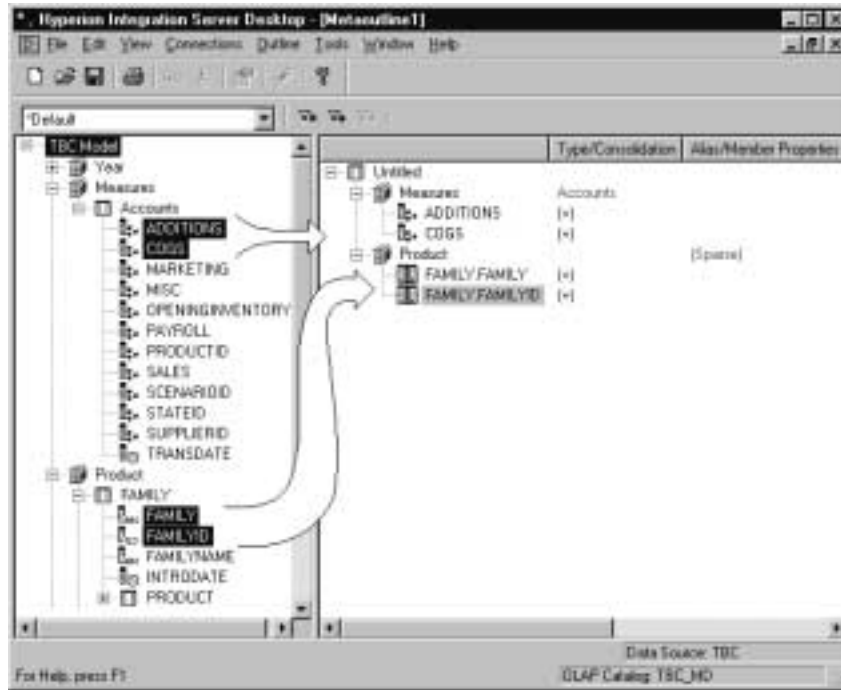 Hyperion Integration Server Desktop - [Metaoutline1]
File Edit View Connections Outline Tools Window Help
*Default
TBC Model
Year
Measures
Accounts
ADDITIONS
COGS
MARKETING
MISC
OPENINGINVENTORY
PAYROLL
PRODUCTID
SALES
SCENARIOID
STATEID
SUPPLIERID
TRANSDATE
Product
FAMILY
FAMILY
FAMILYID
FAMILYNAME
INTRODATE
PRODUCT
Type/Consolidation Alias/Member Properties
Untitled
Measures Accounts
ADDITIONS (+)
COGS (+)
Product (Sparse)
FAMILY.FAMILY (+)
FAMILY.FAMILYID (+)
Data Source: TBC
For Help, press F1 OLAP Catalog: TBC_MD